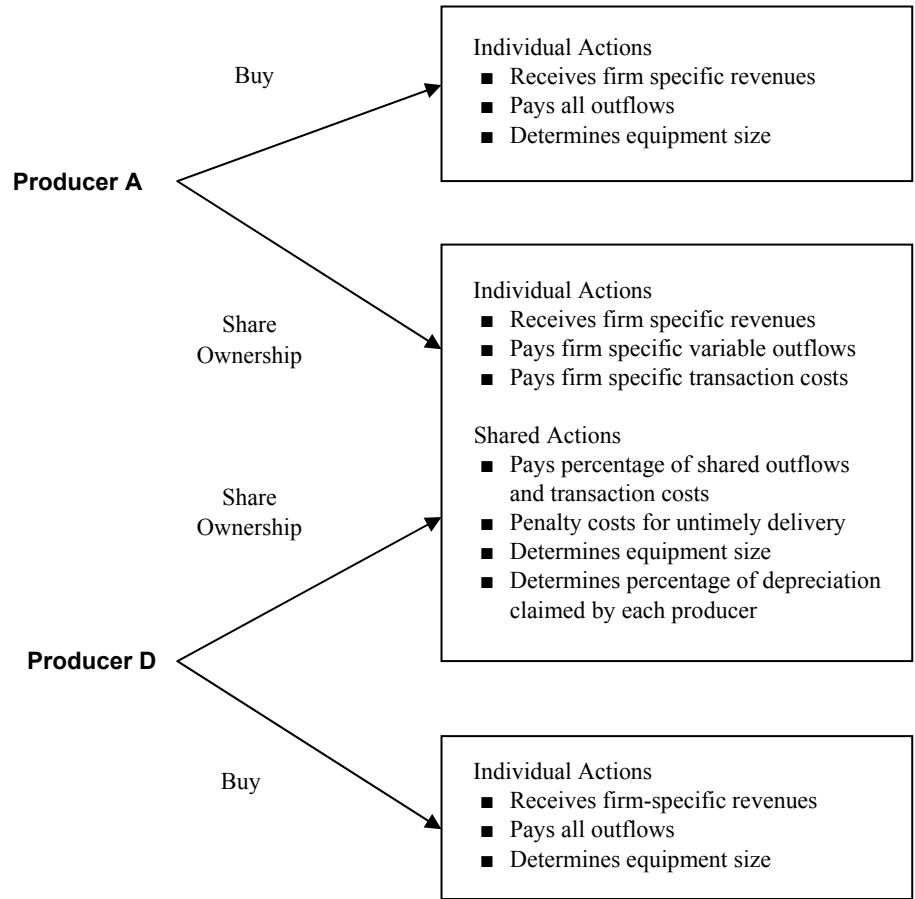 Buy
Individual Actions
■ Receives firm specific revenues
■ Pays all outflows
■ Determines equipment size
Producer A
Share
Ownership
Individual Actions
■ Receives firm specific revenues
■ Pays firm specific variable outflows
■ Pays firm specific transaction costs
Shared Actions
■ Pays percentage of shared outflows
and transaction costs
■ Penalty costs for untimely delivery
■ Determines equipment size
■ Determines percentage of depreciation
claimed by each producer
Share
Ownership
Producer D
Buy
Individual Actions
■ Receives firm-specific revenues
■ Pays all outflows
■ Determines equipment size